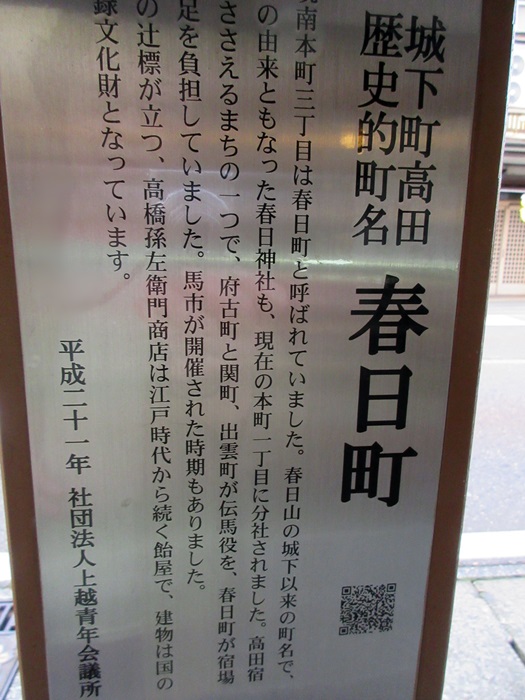 城下町高田
歴史的町名
春日町
現南本町三丁目は春日町と呼ばれていました。春日山の城下以来の町名で、
の由来ともなった春日神社も、現在の本町一丁目に分社されました。高田宿
ささえるまちの一つで、府古町と関町、出雲町が伝馬役を、春日町が宿場
足を負担していました。馬市が開催された時期もありました。
の辻標が立つ、高橋孫左衛門商店は江戸時代から続く飴屋で、建物は国の
録文化財となっています。
平成二十一年 社団法人上越青年会議所